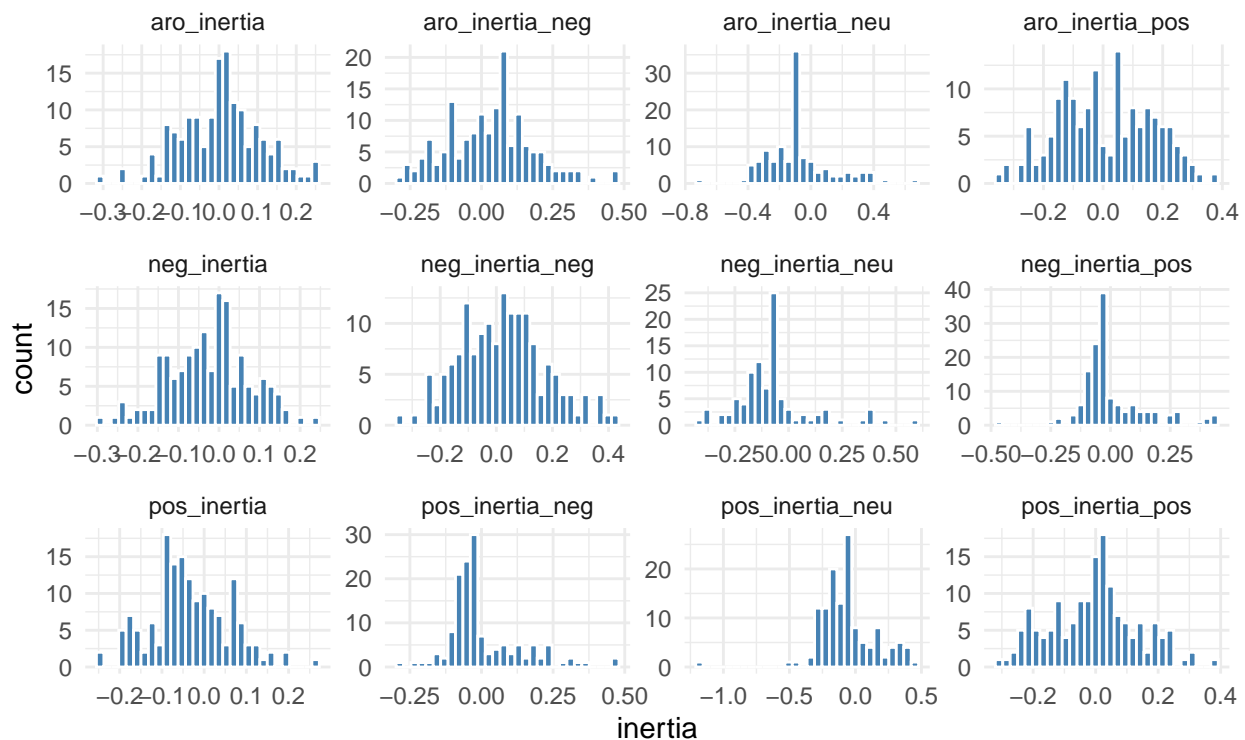 aro_inertia aro_inertia_neg aro_inertia_neu aro_inertia_pos
15 10 5 0 20 15 10 5 0 30 20 10 0 10 5 0
−0.3 −0.2 −0.1 0.0 0.1 0.2 −0.25 0.00 0.25 0.50 −0.8 −0.4 0.0 0.4 −0.2 0.0 0.2 0.4
neg_inertia neg_inertia_neg neg_inertia_neu neg_inertia_pos
15 10 5 0 10 5 0 25 20 15 10 5 0 40 30 20 10 0
−0.3 −0.2 −0.1 0.0 0.1 0.2 −0.2 0.0 0.2 0.4 −0.25 0.00 0.25 0.50 −0.50 −0.25 0.00 0.25
count
pos_inertia pos_inertia_neg pos_inertia_neu pos_inertia_pos
15 10 5 0 30 20 10 0 20 10 0 15 10 5 0
−0.2 −0.1 0.0 0.1 0.2 −0.25 0.00 0.25 0.50 −1.0 −0.5 0.0 0.5 −0.2 0.0 0.2 0.4
inertia